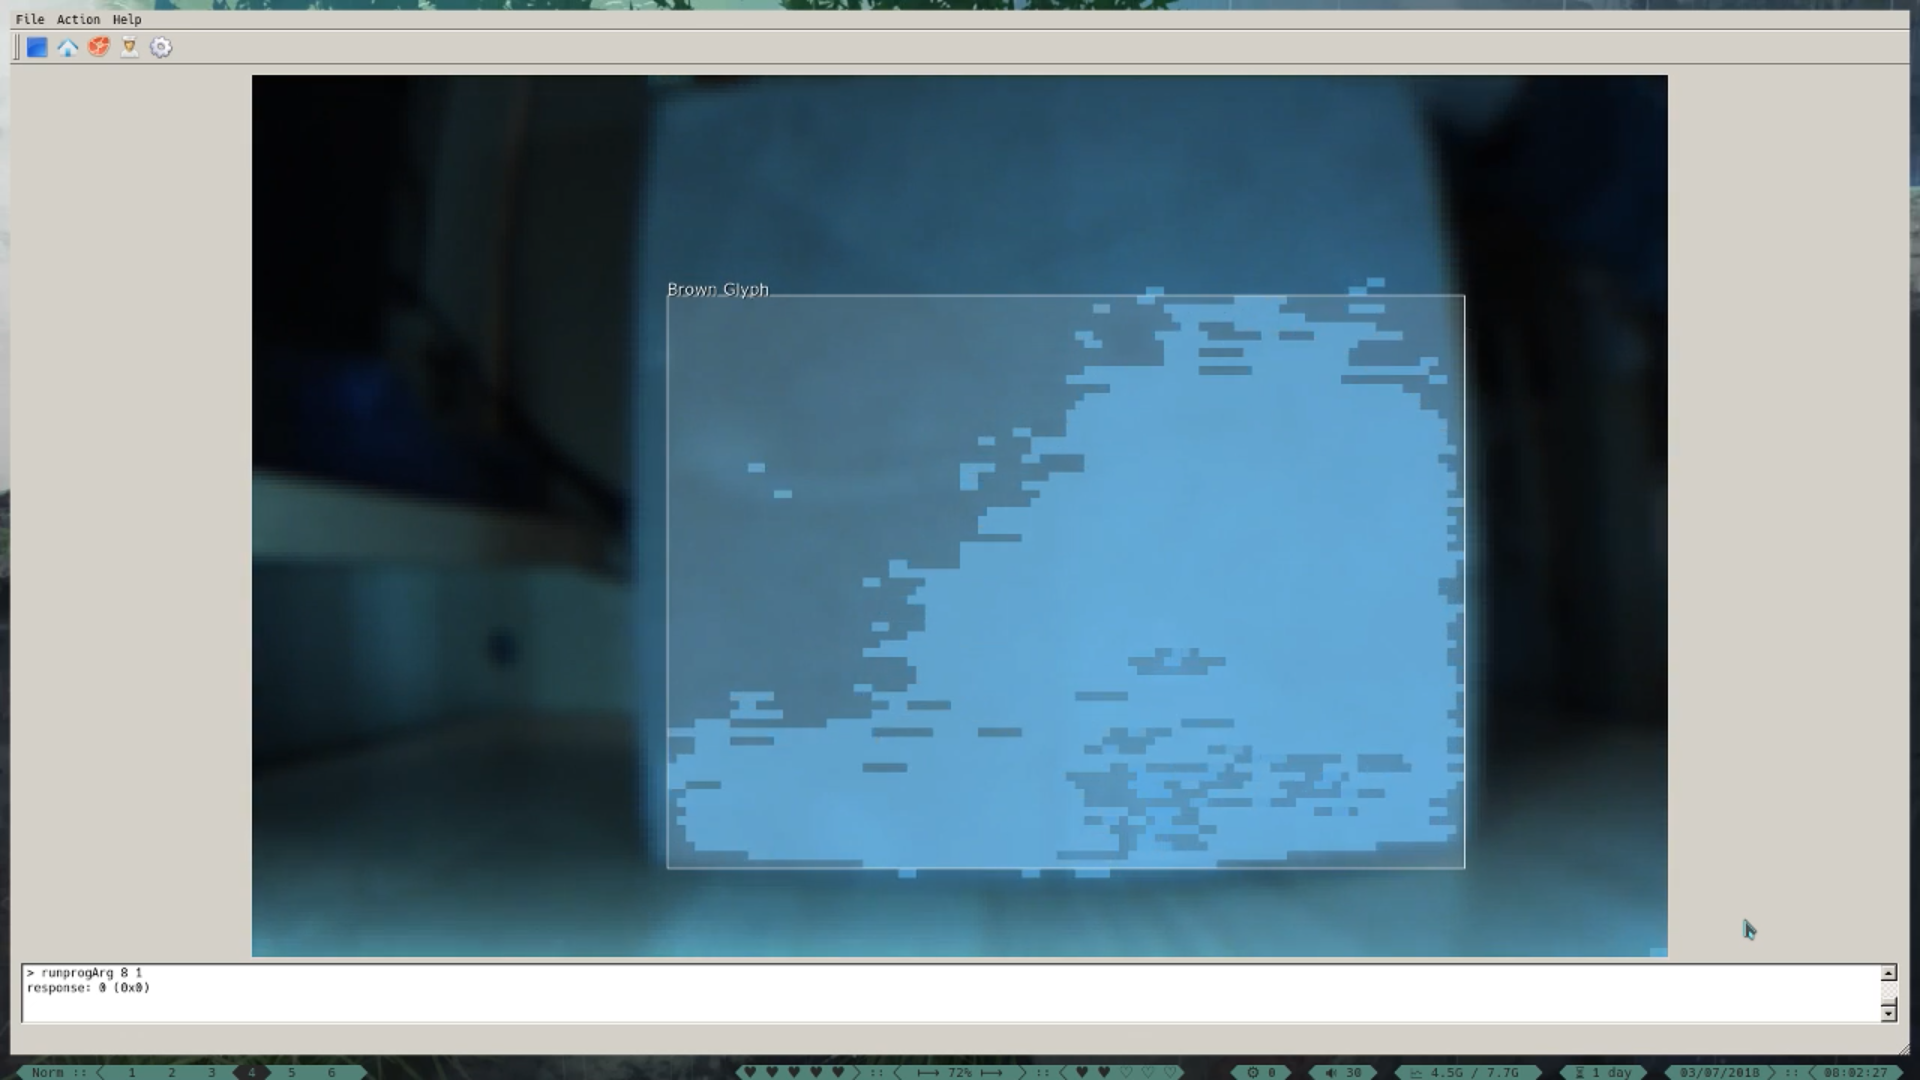 File Action Help
Brown Glyph
> runprogArg 8 1
response: 0 (0x0)
Norm :: 1 2 3 4 5 6 :: 72% :: 0 30 4.5G / 7.7G 1 day 03/07/2018 :: 08:02:27